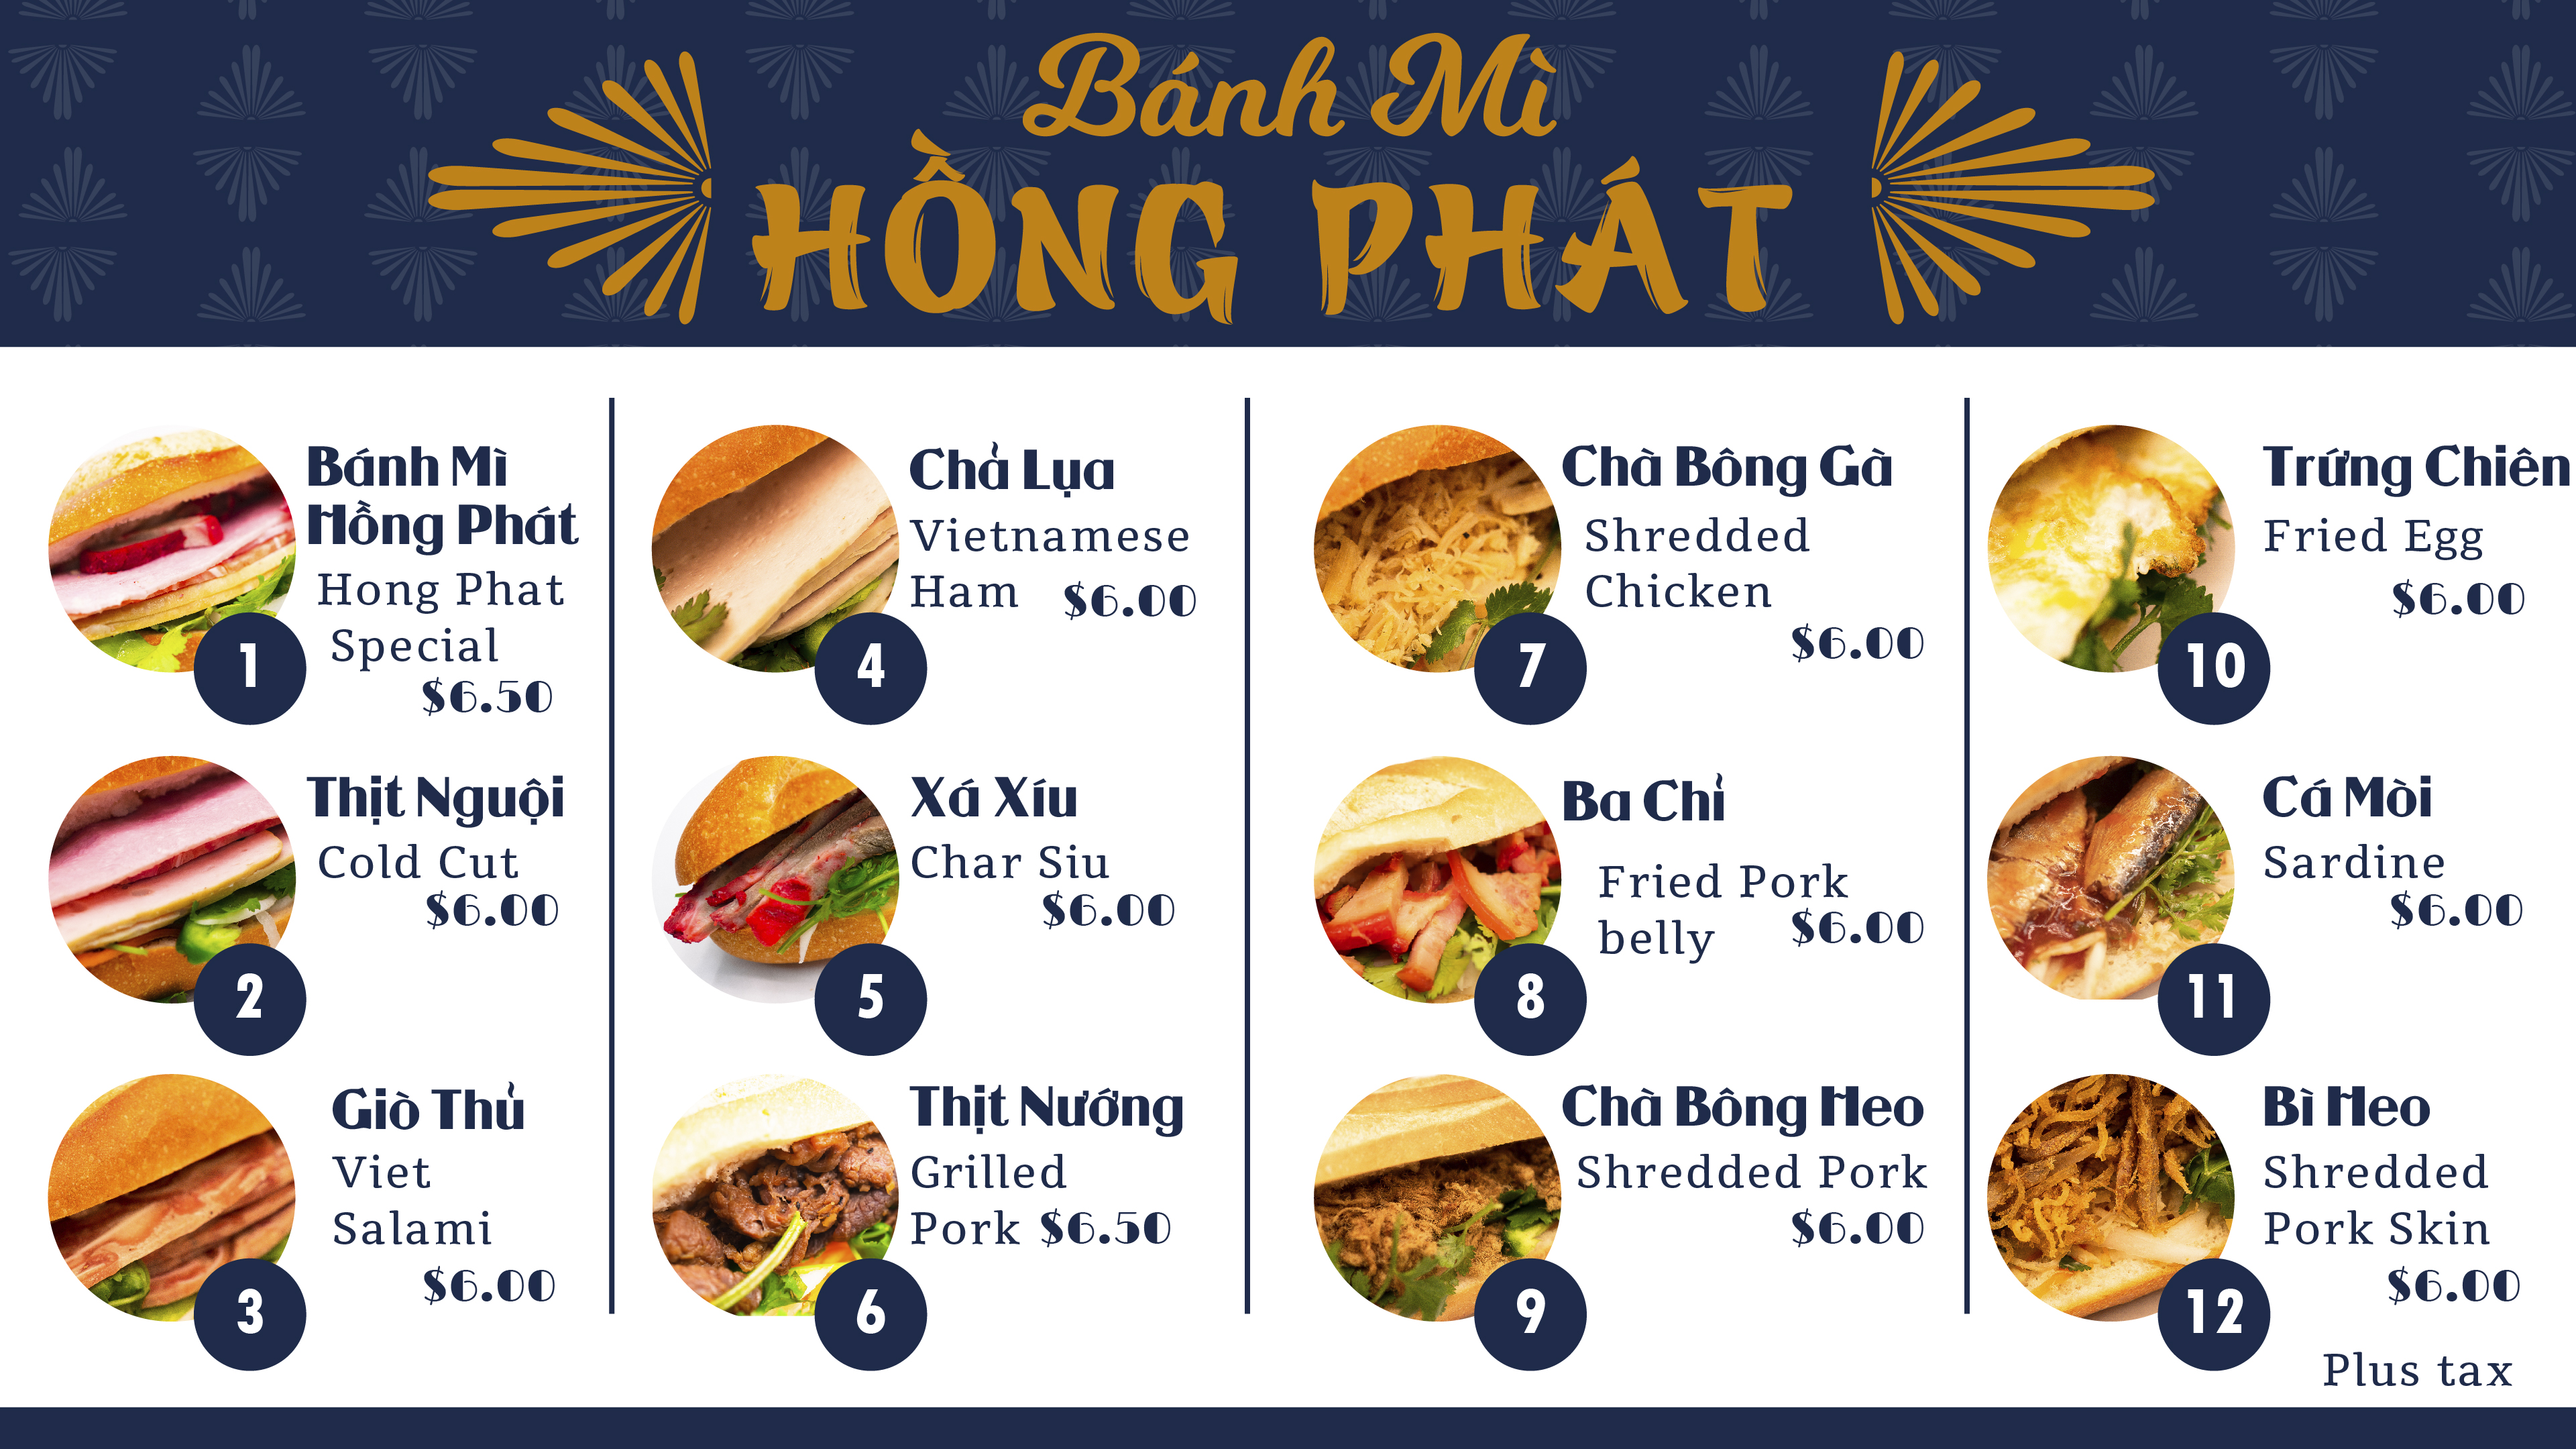 Bánh Mì
HỒNG PHÁT
Bánh Mì
Hồng Phát
Hong Phat
Special
$6.50
1
Thịt Nguội
Cold Cut
$6.00
2
Giò Thủ
Viet
Salami
$6.00
3
Chả Lụa
Vietnamese
Ham $6.00
4
Xá Xíu
Char Siu
$6.00
5
Thịt Nướng
Grilled
Pork $6.50
6
Chà Bông Gà
Shredded
Chicken
$6.00
7
Ba Chỉ
Fried Pork
belly $6.00
8
Chà Bông Heo
Shredded Pork
$6.00
9
Trứng Chiên
Fried Egg
$6.00
10
Cá Mòi
Sardine
$6.00
11
Bì Heo
Shredded
Pork Skin
$6.00
12
Plus tax